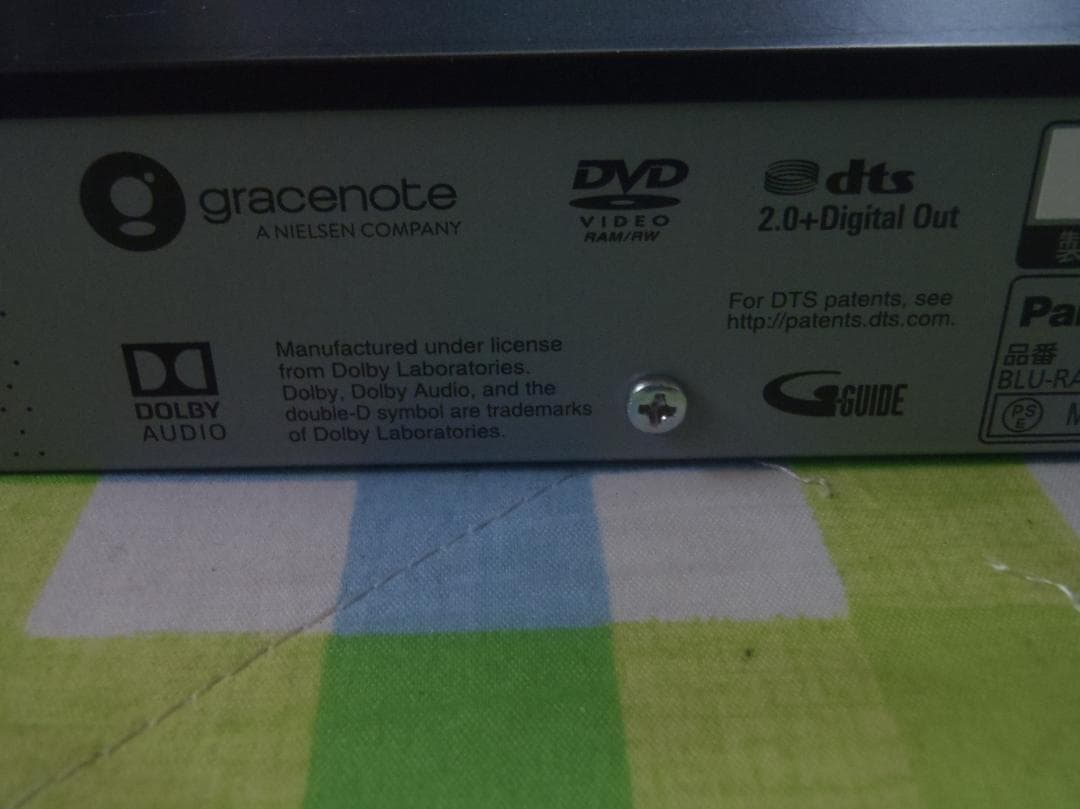 gracenote
A NIELSEN COMPANY
DVD
VIDEO
RAM/RW
dts
2.0+Digital Out
For DTS patents, see
http://patents.dts.com.
DOLBY
AUDIO
Manufactured under license
from Dolby Laboratories.
Dolby, Dolby Audio, and the
double-D symbol are trademarks
of Dolby Laboratories.
G-GUIDE
Pa
品番
BLU-RA
PS
E
M